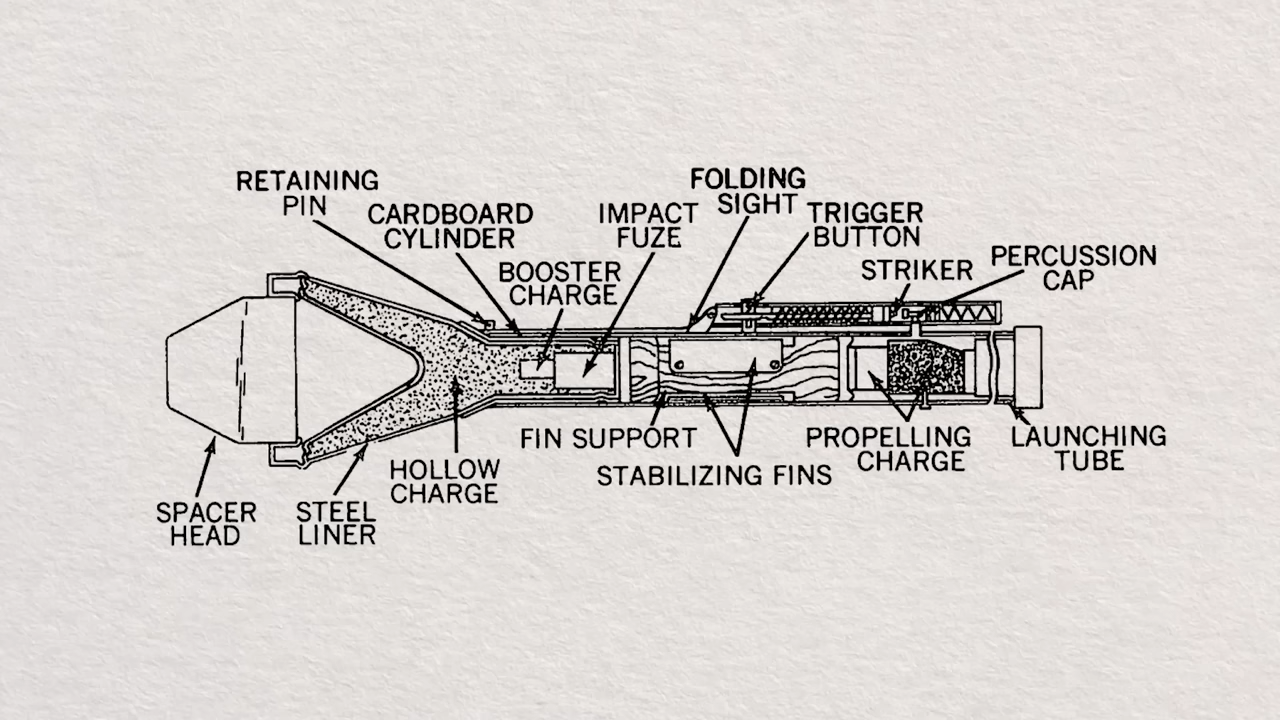 RETAINING
PIN
CARDBOARD
CYLINDER
BOOSTER
CHARGE
IMPACT
FUZE
FOLDING
SIGHT
TRIGGER
BUTTON
STRIKER
PERCUSSION
CAP
SPACER
HEAD
STEEL
LINER
HOLLOW
CHARGE
FIN SUPPORT
STABILIZING FINS
PROPELLING
CHARGE
LAUNCHING
TUBE